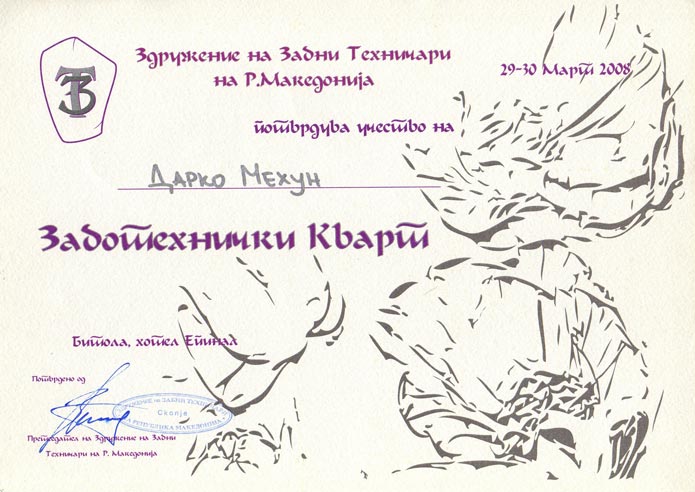 ЗТ
Здружение на Забни Техничари
на Р.Македонија
29-30 Март 2008
потврдува учество на
Дарко Мехун
Заботехнички Кварт
Битола, хотел Епинал
Потврдено од
ЗДРУЖЕНИЕ на ЗАБНИ ТЕХНИЧАРИ
Скопје
НА РЕПУБЛИКА МАКЕДОНИЈА
Претседател на Здружение на Забни
Техничари на Р. Македонија